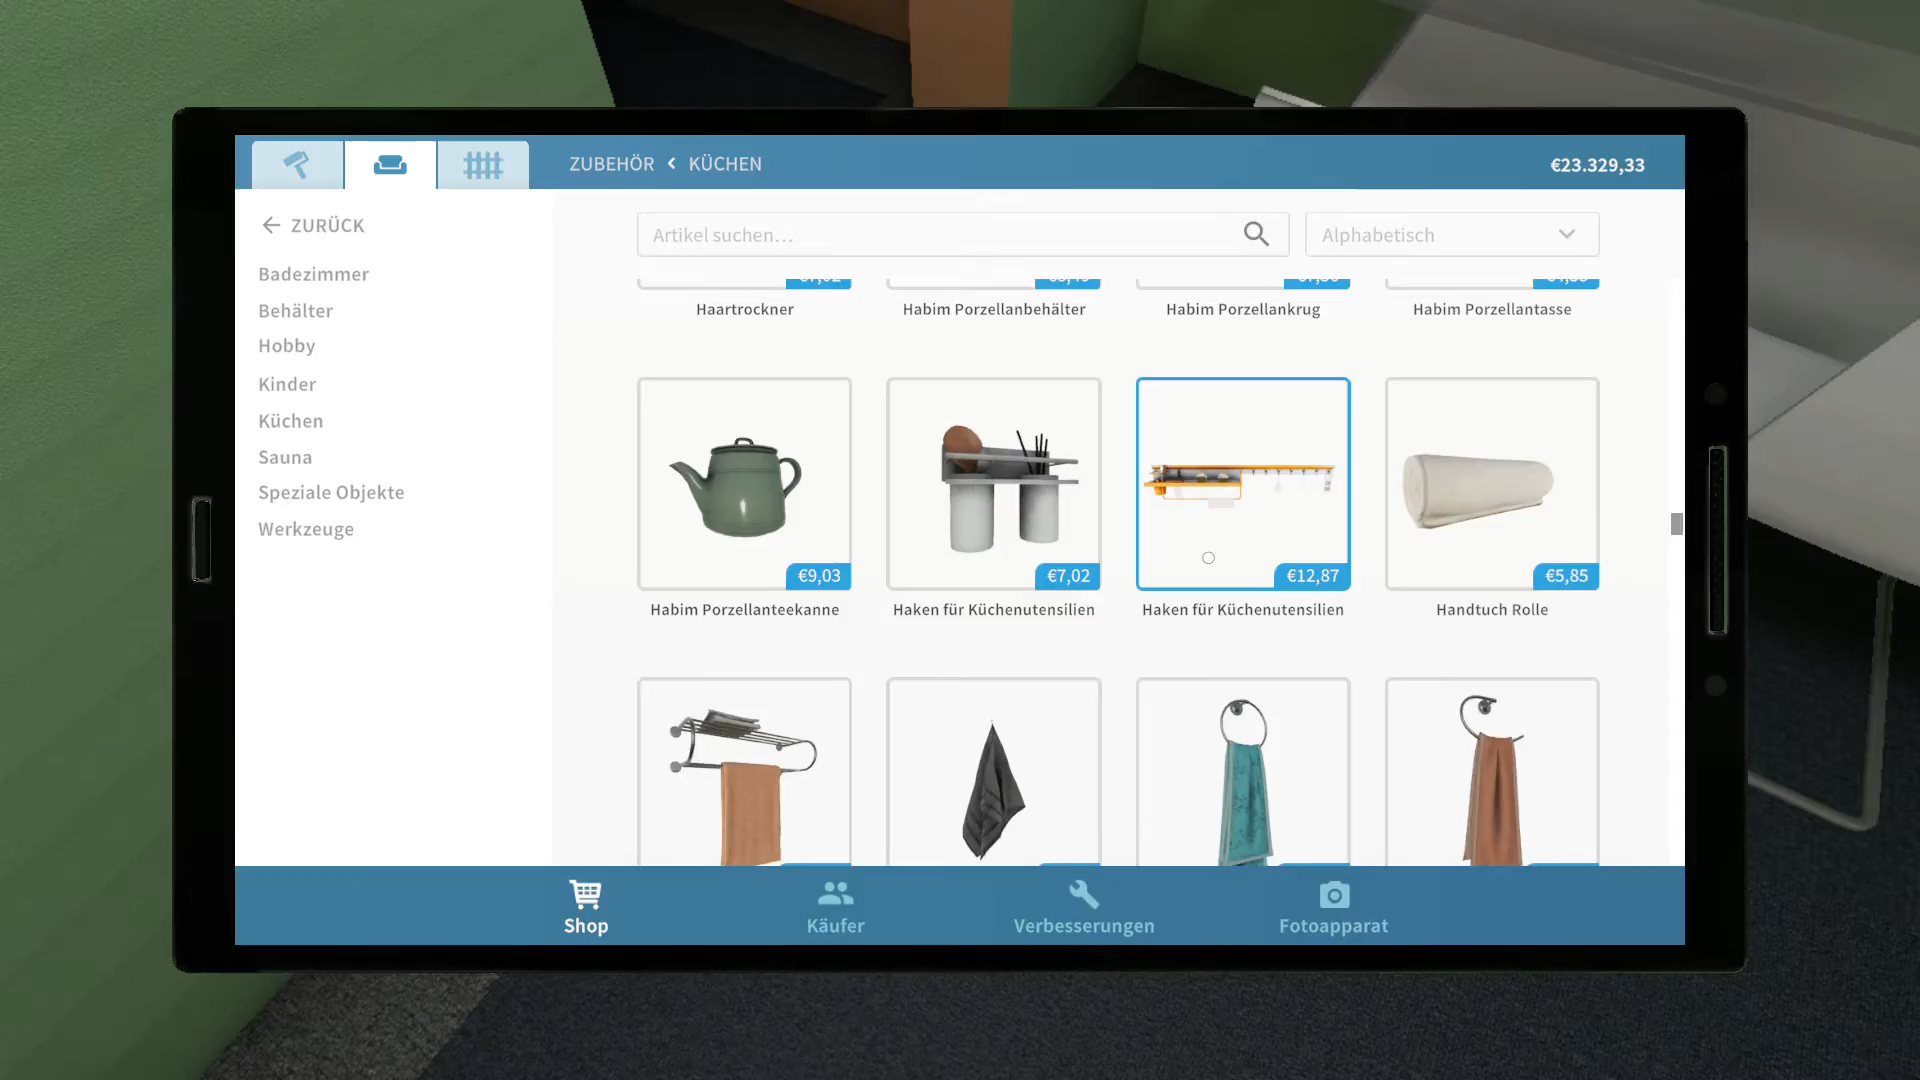 ZUBEHÖR < KÜCHEN
€23.329,33
ZURÜCK
Artikel suchen...
Alphabetisch
Badezimmer
Behälter
Hobby
Kinder
Küchen
Sauna
Speziale Objekte
Werkzeuge
Haartrockner
Habim Porzellanbehälter
Habim Porzellankrug
Habim Porzellantasse
€9,03
€7,02
€12,87
€5,85
Habim Porzellanteekanne
Haken für Küchenutensilien
Haken für Küchenutensilien
Handtuch Rolle
Shop
Käufer
Verbesserungen
Fotoapparat